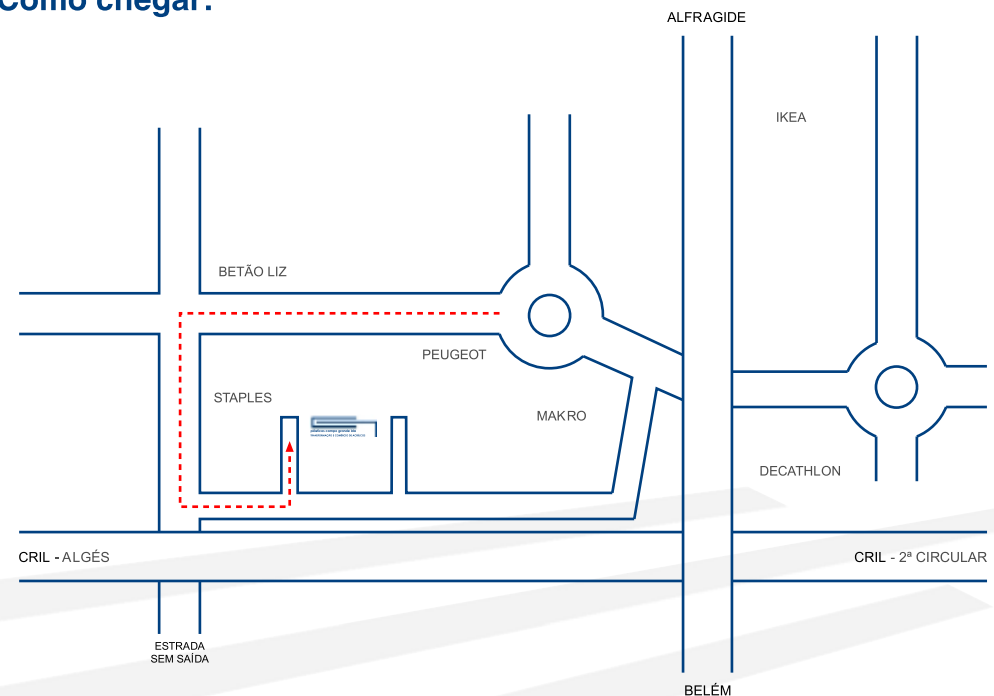 Como chegar:
ALFRAGIDE
IKEA
BETÃO LIZ
PEUGEOT
STAPLES
MAKRO
DECATHLON
CRIL - ALGÉS
CRIL - 2ª CIRCULAR
ESTRADA
SEM SAÍDA
BELÉM